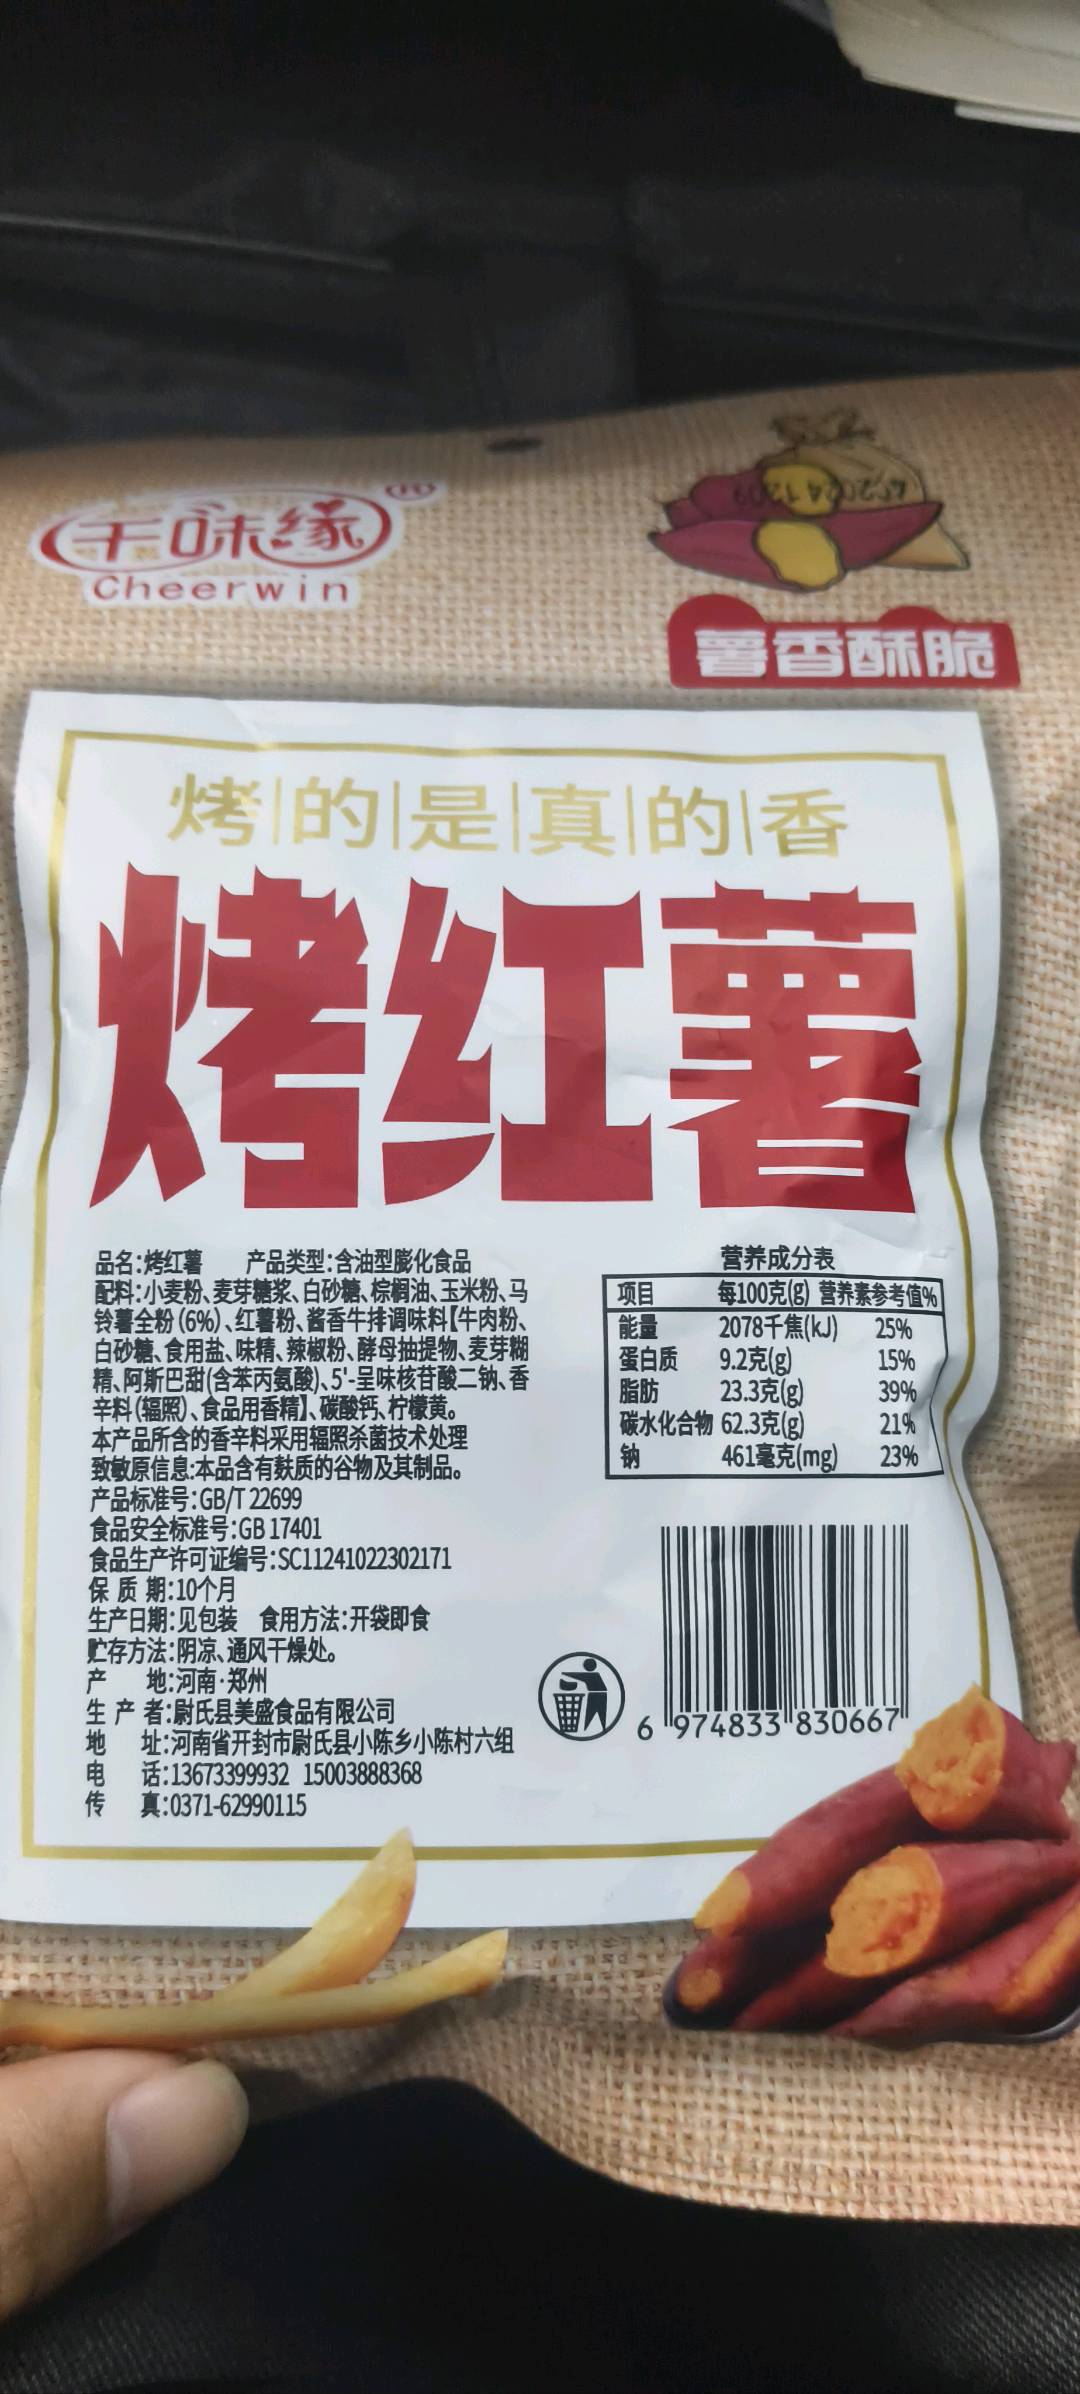 千味缘®
Cheerwin
薯香酥脆
烤的是真的香
烤红薯
品名:烤红薯 产品类型:含油型膨化食品
配料:小麦粉、麦芽糖浆、白砂糖、棕榈油、玉米粉、马
铃薯全粉(6%)、红薯粉、酱香牛排调味料【牛肉粉、
白砂糖、食用盐、味精、辣椒粉、酵母抽提物、麦芽糊
精、阿斯巴甜(含苯丙氨酸)、5'-呈味核苷酸二钠、香
辛料(辐照)、食品用香精】、碳酸钙、柠檬黄。
本产品所含的香辛料采用辐照杀菌技术处理
致敏原信息:本品含有麸质的谷物及其制品。
产品标准号:GB/T 22699
食品安全标准号:GB 17401
食品生产许可证编号:SC11241022302171
保质期:10个月
生产日期:见包装 食用方法:开袋即食
贮存方法:阴凉、通风干燥处。
产地:河南·郑州
生产者:尉氏县美盛食品有限公司
地址:河南省开封市尉氏县小陈乡小陈村六组
电话:13673399932 15003888368
传真:0371-62990115
营养成分表
项目 每100克(g) 营养素参考值%
能量 2078千焦(kJ) 25%
蛋白质 9.2克(g) 15%
脂肪 23.3克(g) 39%
碳水化合物 62.3克(g) 21%
钠 461毫克(mg) 23%
6 974833 830667